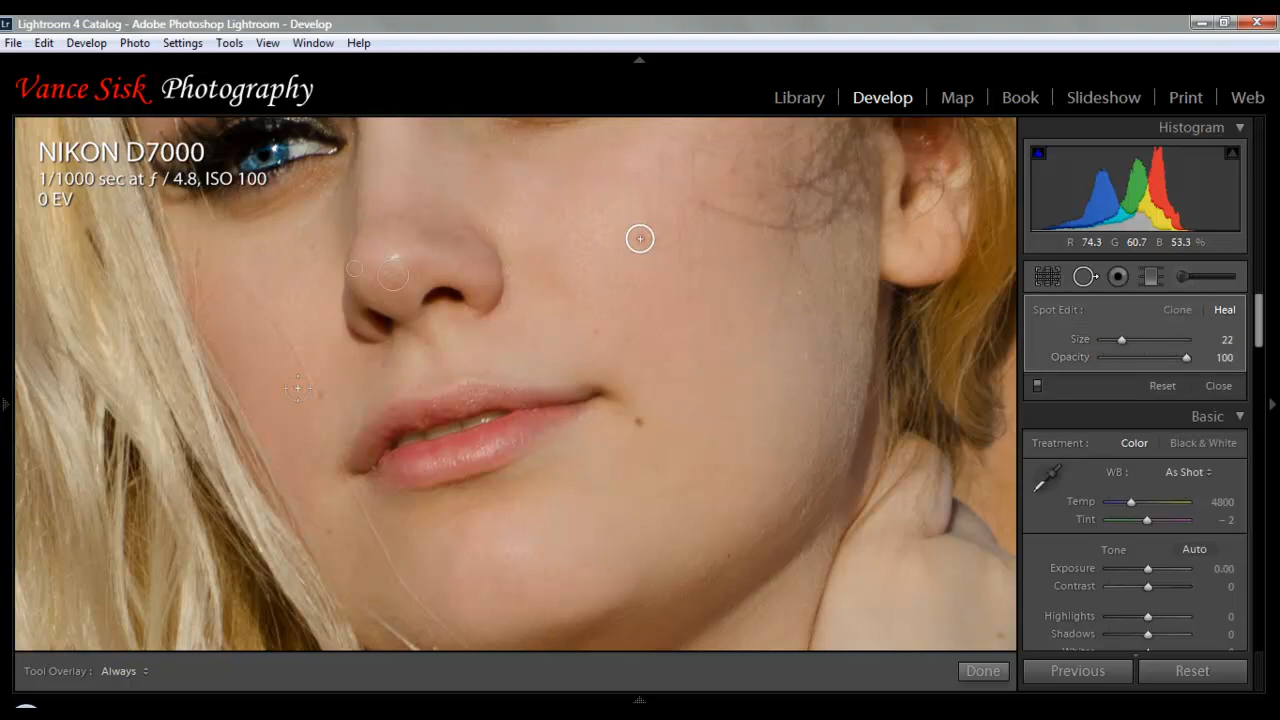 Lightroom 4 Catalog - Adobe Photoshop Lightroom - Develop
File Edit Develop Photo Settings Tools View Window Help
Vance Sisk Photography
Library Develop Map Book Slideshow Print Web
NIKON D7000
1/1000 sec at ƒ / 4.8, ISO 100
0 EV
Histogram
R 74.3 G 60.7 B 53.3 %
Spot Edit : Clone Heal
Size 22
Opacity 100
Reset Close
Basic
Treatment : Color Black & White
WB : As Shot
Temp 4800
Tint – 2
Tone Auto
Exposure 0.00
Contrast 0
Highlights 0
Shadows 0
Tool Overlay : Always
Done
Previous Reset